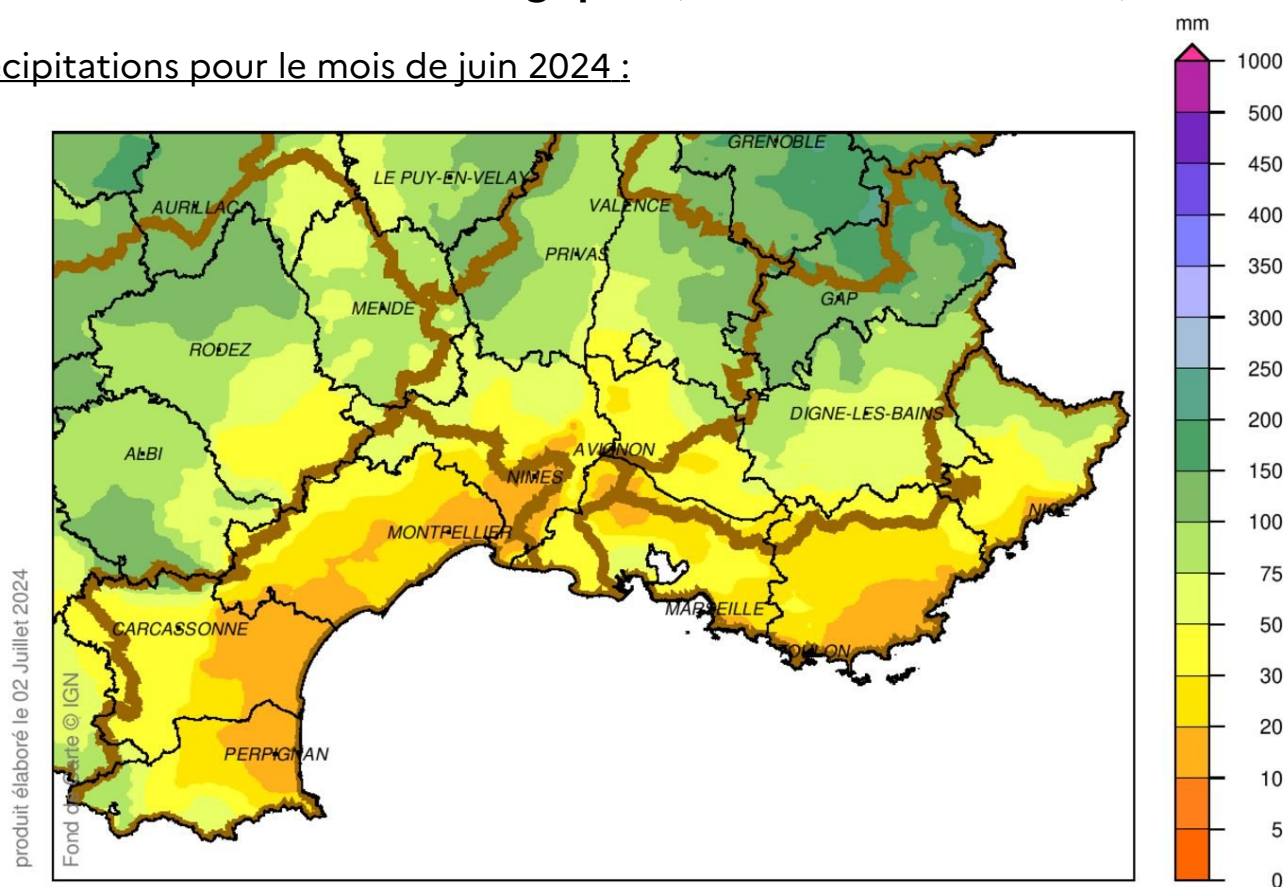 cipitations pour le mois de juin 2024 :
mm
1000
500
450
400
350
300
250
200
150
100
75
50
30
20
10
5
0
GRENOBLE
LE PUY-EN-VELAY
AURILLAC
VALENCE
PRIVAS
GAP
MENDE
RODEZ
DIGNE-LES-BAINS
ALBI
AVIGNON
NIMES
NICE
MONTPELLIER
MARSEILLE
CARCASSONNE
TOULON
PERPIGNAN
produit élaboré le 02 Juillet 2024
Fond de Carte © IGN